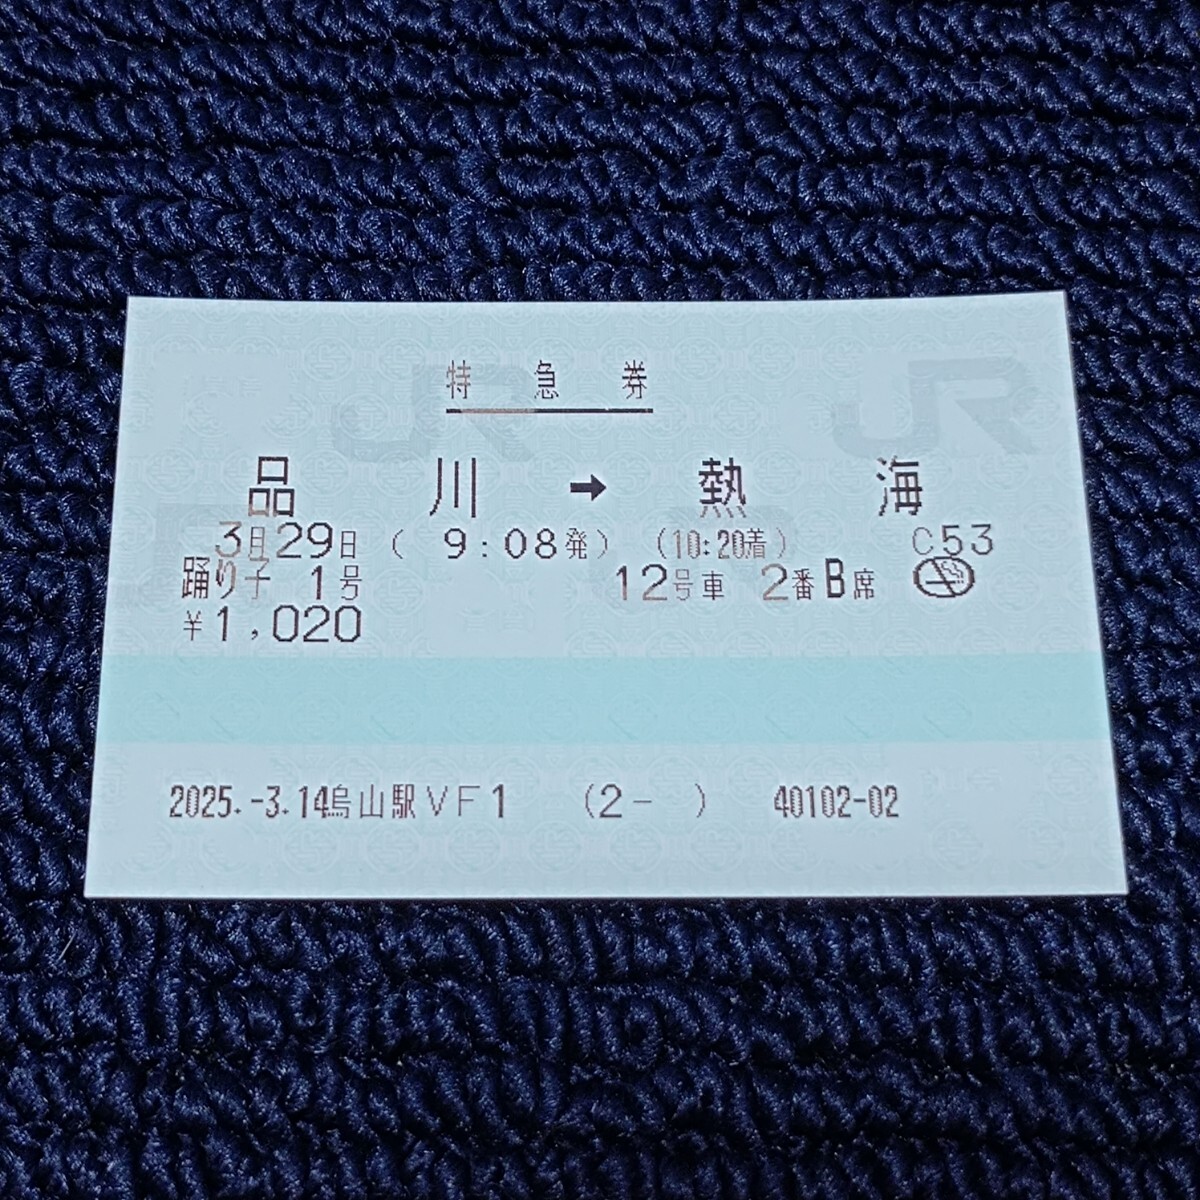 特急券
品川➡熱海
3月29日(9:08発)(10:20着) C53
踊り子1号 12号車2番B席
¥1,020
2025.-3.14烏山駅VF1 (2- ) 40102-02
JR JR